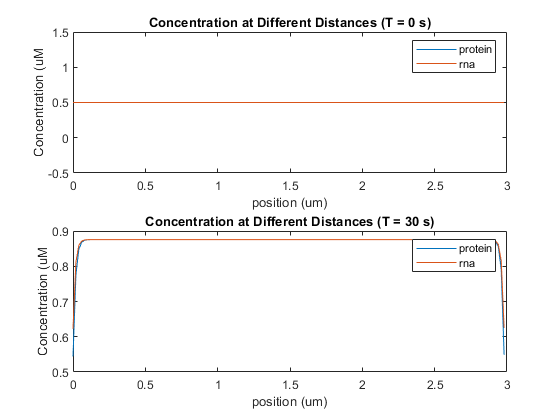 Concentration at Different Distances (T = 0 s)
1.5
1
0.5
0
-0.5
Concentration (uM
protein
rna
0 0.5 1 1.5 2 2.5 3
position (um)
Concentration at Different Distances (T = 30 s)
0.9
0.8
0.7
0.6
0.5
Concentration (uM
protein
rna
0 0.5 1 1.5 2 2.5 3
position (um)